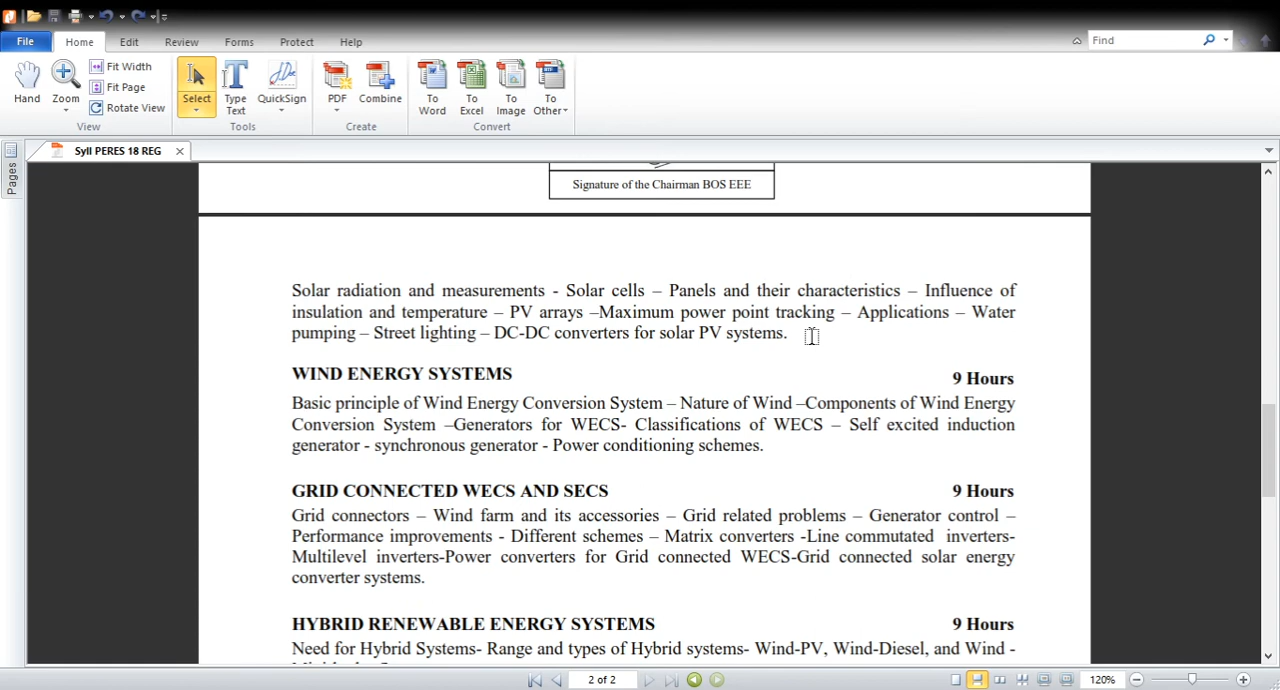 File Home Edit Review Forms Protect Help
Find
Hand Zoom
Fit Width
Fit Page
Rotate View
Select Type Text QuickSign
PDF Combine
To Word To Excel To Image To Other
View Tools Create Convert
Syll PERES 18 REG
Pages
Signature of the Chairman BOS EEE
Solar radiation and measurements - Solar cells – Panels and their characteristics – Influence of
insulation and temperature – PV arrays –Maximum power point tracking – Applications – Water
pumping – Street lighting – DC-DC converters for solar PV systems.
WIND ENERGY SYSTEMS 9 Hours
Basic principle of Wind Energy Conversion System – Nature of Wind –Components of Wind Energy
Conversion System –Generators for WECS- Classifications of WECS – Self excited induction
generator - synchronous generator - Power conditioning schemes.
GRID CONNECTED WECS AND SECS 9 Hours
Grid connectors – Wind farm and its accessories – Grid related problems – Generator control –
Performance improvements - Different schemes – Matrix converters -Line commutated inverters-
Multilevel inverters-Power converters for Grid connected WECS-Grid connected solar energy
converter systems.
HYBRID RENEWABLE ENERGY SYSTEMS 9 Hours
Need for Hybrid Systems- Range and types of Hybrid systems- Wind-PV, Wind-Diesel, and Wind -
2 of 2
120%